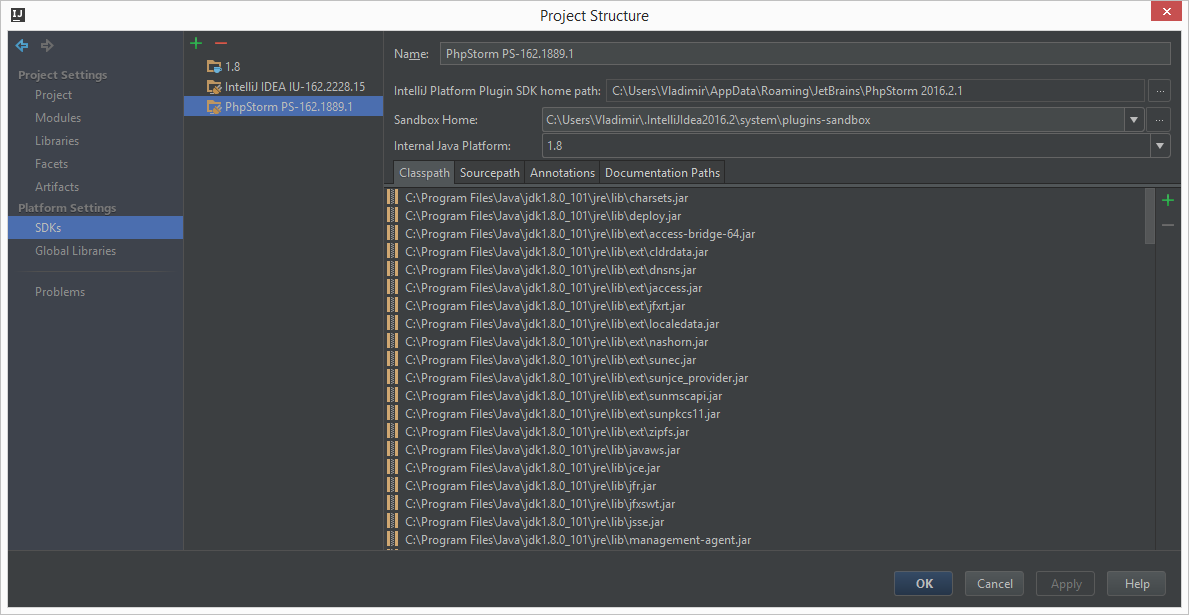 IJ
Project Structure
Project Settings
Project
Modules
Libraries
Facets
Artifacts
Platform Settings
SDKs
Global Libraries
Problems
1.8
IntelliJ IDEA IU-162.2228.15
PhpStorm PS-162.1889.1
Name: PhpStorm PS-162.1889.1
IntelliJ Platform Plugin SDK home path: C:\Users\Vladimir\AppData\Roaming\JetBrains\PhpStorm 2016.2.1 ...
Sandbox Home: C:\Users\Vladimir\.IntelliJIdea2016.2\system\plugins-sandbox ...
Internal Java Platform: 1.8
Classpath Sourcepath Annotations Documentation Paths
C:\Program Files\Java\jdk1.8.0_101\jre\lib\charsets.jar
C:\Program Files\Java\jdk1.8.0_101\jre\lib\deploy.jar
C:\Program Files\Java\jdk1.8.0_101\jre\lib\ext\access-bridge-64.jar
C:\Program Files\Java\jdk1.8.0_101\jre\lib\ext\cldrdata.jar
C:\Program Files\Java\jdk1.8.0_101\jre\lib\ext\dnsns.jar
C:\Program Files\Java\jdk1.8.0_101\jre\lib\ext\jaccess.jar
C:\Program Files\Java\jdk1.8.0_101\jre\lib\ext\jfxrt.jar
C:\Program Files\Java\jdk1.8.0_101\jre\lib\ext\localedata.jar
C:\Program Files\Java\jdk1.8.0_101\jre\lib\ext\nashorn.jar
C:\Program Files\Java\jdk1.8.0_101\jre\lib\ext\sunec.jar
C:\Program Files\Java\jdk1.8.0_101\jre\lib\ext\sunjce_provider.jar
C:\Program Files\Java\jdk1.8.0_101\jre\lib\ext\sunmscapi.jar
C:\Program Files\Java\jdk1.8.0_101\jre\lib\ext\sunpkcs11.jar
C:\Program Files\Java\jdk1.8.0_101\jre\lib\ext\zipfs.jar
C:\Program Files\Java\jdk1.8.0_101\jre\lib\javaws.jar
C:\Program Files\Java\jdk1.8.0_101\jre\lib\jce.jar
C:\Program Files\Java\jdk1.8.0_101\jre\lib\jfr.jar
C:\Program Files\Java\jdk1.8.0_101\jre\lib\jfxswt.jar
C:\Program Files\Java\jdk1.8.0_101\jre\lib\jsse.jar
C:\Program Files\Java\jdk1.8.0_101\jre\lib\management-agent.jar
OK Cancel Apply Help